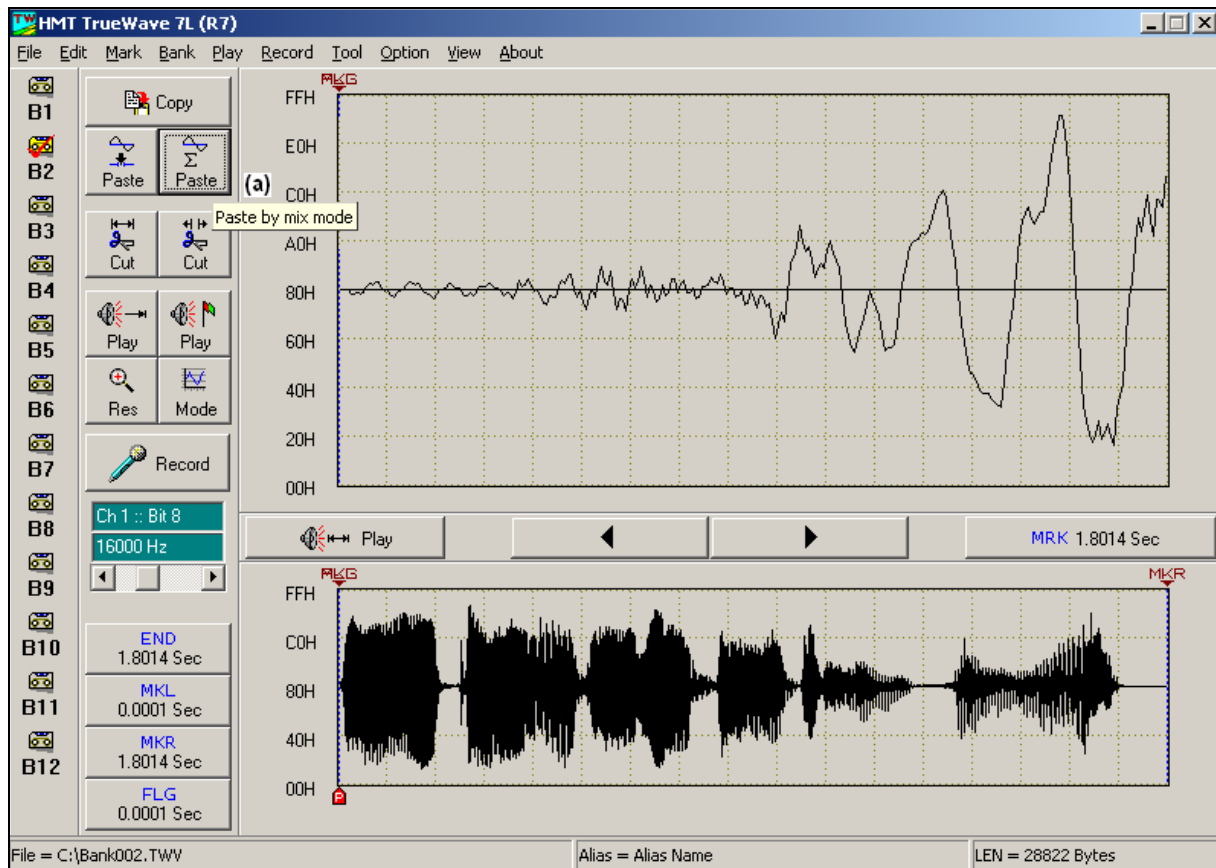 TW HMT TrueWave 7L (R7)
File Edit Mark Bank Play Record Tool Option View About
B1
B2
B3
B4
B5
B6
B7
B8
B9
B10
B11
B12
Copy
Paste Paste
(a)
Paste by mix mode
Cut Cut
Play Play
Res Mode
Record
Ch 1 :: Bit 8
16000 Hz
END
1.8014 Sec
MKL
0.0001 Sec
MKR
1.8014 Sec
FLG
0.0001 Sec
FFH
E0H
C0H
A0H
80H
60H
40H
20H
00H
Play
MRK 1.8014 Sec
MKR
FFH
C0H
80H
40H
00H
P
File = C:\Bank002.TWV
Alias = Alias Name
LEN = 28822 Bytes